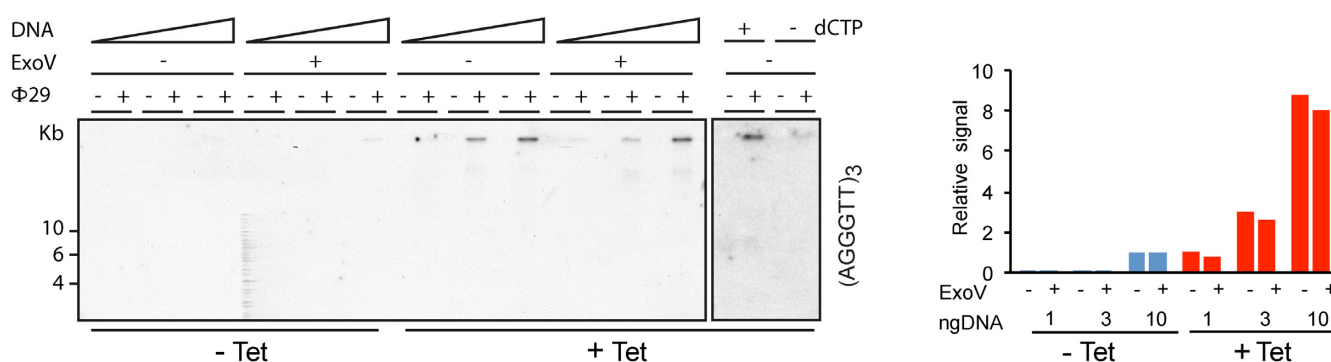 DNA + - dCTP
ExoV - + - + -
Φ29 - + - + - + - + - + - + - + - + - + - + - + - + - + - +
Kb
10
6
4
(AGGGTT)3
- Tet + Tet
Relative signal
10
8
6
4
2
0
ExoV - + - + - + - + - + - +
ngDNA 1 3 10 1 3 10
- Tet + Tet